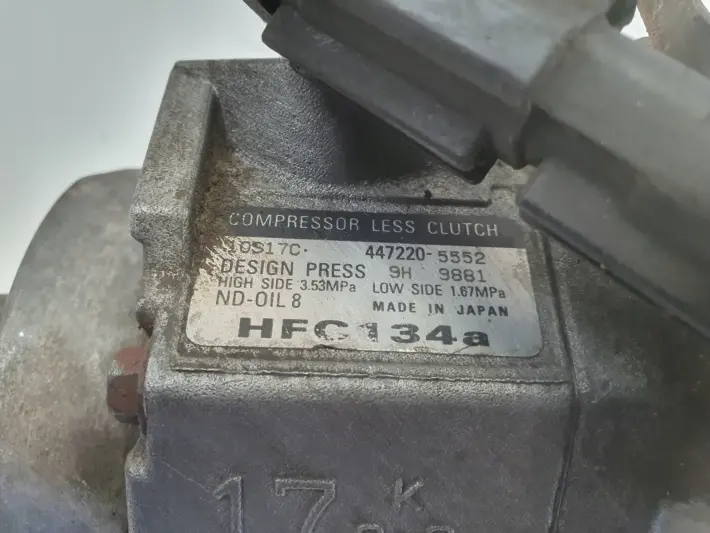 COMPRESSOR LESS CLUTCH
10S17C 447220-5552
DESIGN PRESS 9H 9881
HIGH SIDE 3.53MPa LOW SIDE 1.67MPa
ND-OIL 8 MADE IN JAPAN
HFC134a
17 K